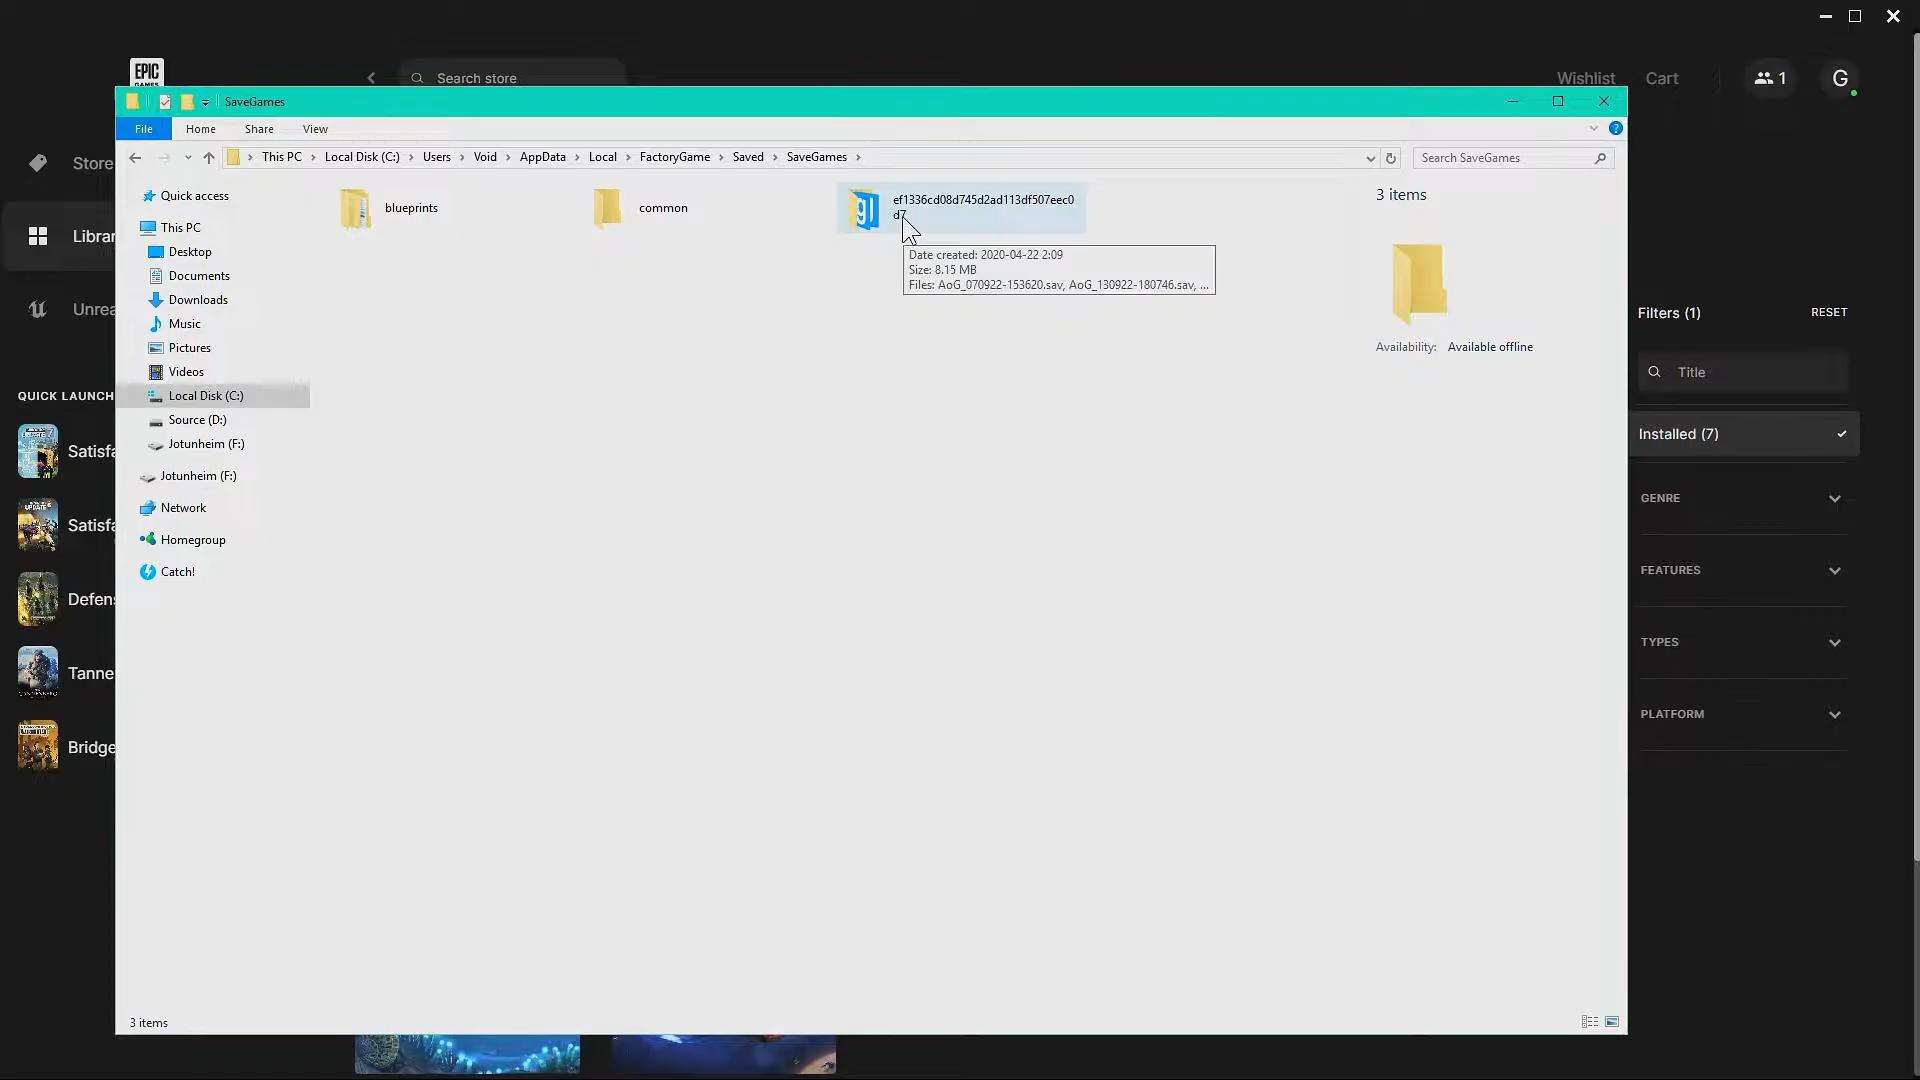 EPIC
GAMES
Search store
Wishlist
Cart
1
G
SaveGames
File
Home
Share
View
This PC > Local Disk (C:) > Users > Void > AppData > Local > FactoryGame > Saved > SaveGames >
Search SaveGames
Store
Librar
Unrea
QUICK LAUNCH
Satisfa
Satisfa
Defens
Tanne
Bridge
Quick access
This PC
Desktop
Documents
Downloads
Music
Pictures
Videos
Local Disk (C:)
Source (D:)
Jotunheim (F:)
Jotunheim (F:)
Network
Homegroup
Catch!
blueprints
common
ef1336cd08d745d2ad113df507eec0
d7
Date created: 2020-04-22 2:09
Size: 8.15 MB
Files: AoG_070922-153620.sav, AoG_130922-180746.sav, ...
3 items
Availability: Available offline
Filters (1)
RESET
Title
Installed (7)
GENRE
FEATURES
TYPES
PLATFORM
3 items